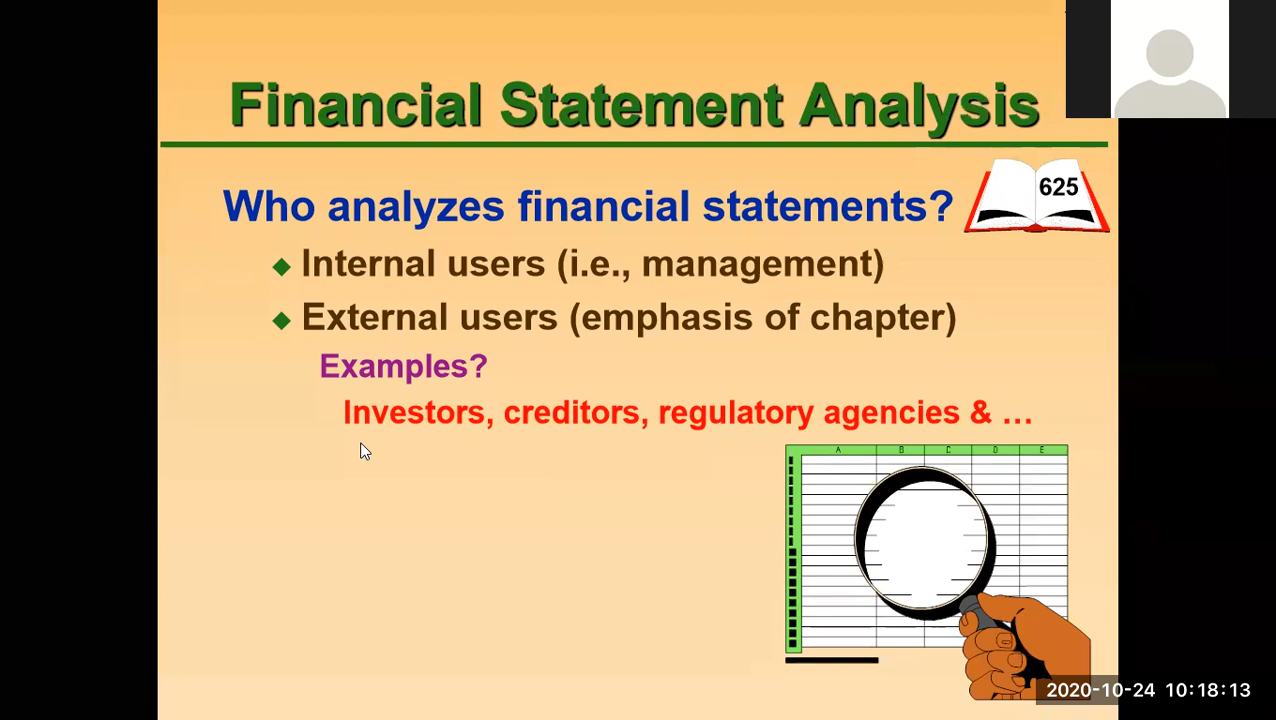 Financial Statement Analysis
625
Who analyzes financial statements?
Internal users (i.e., management)
External users (emphasis of chapter)
Examples?
Investors, creditors, regulatory agencies & …
A B C D E
2020-10-24 10:18:13